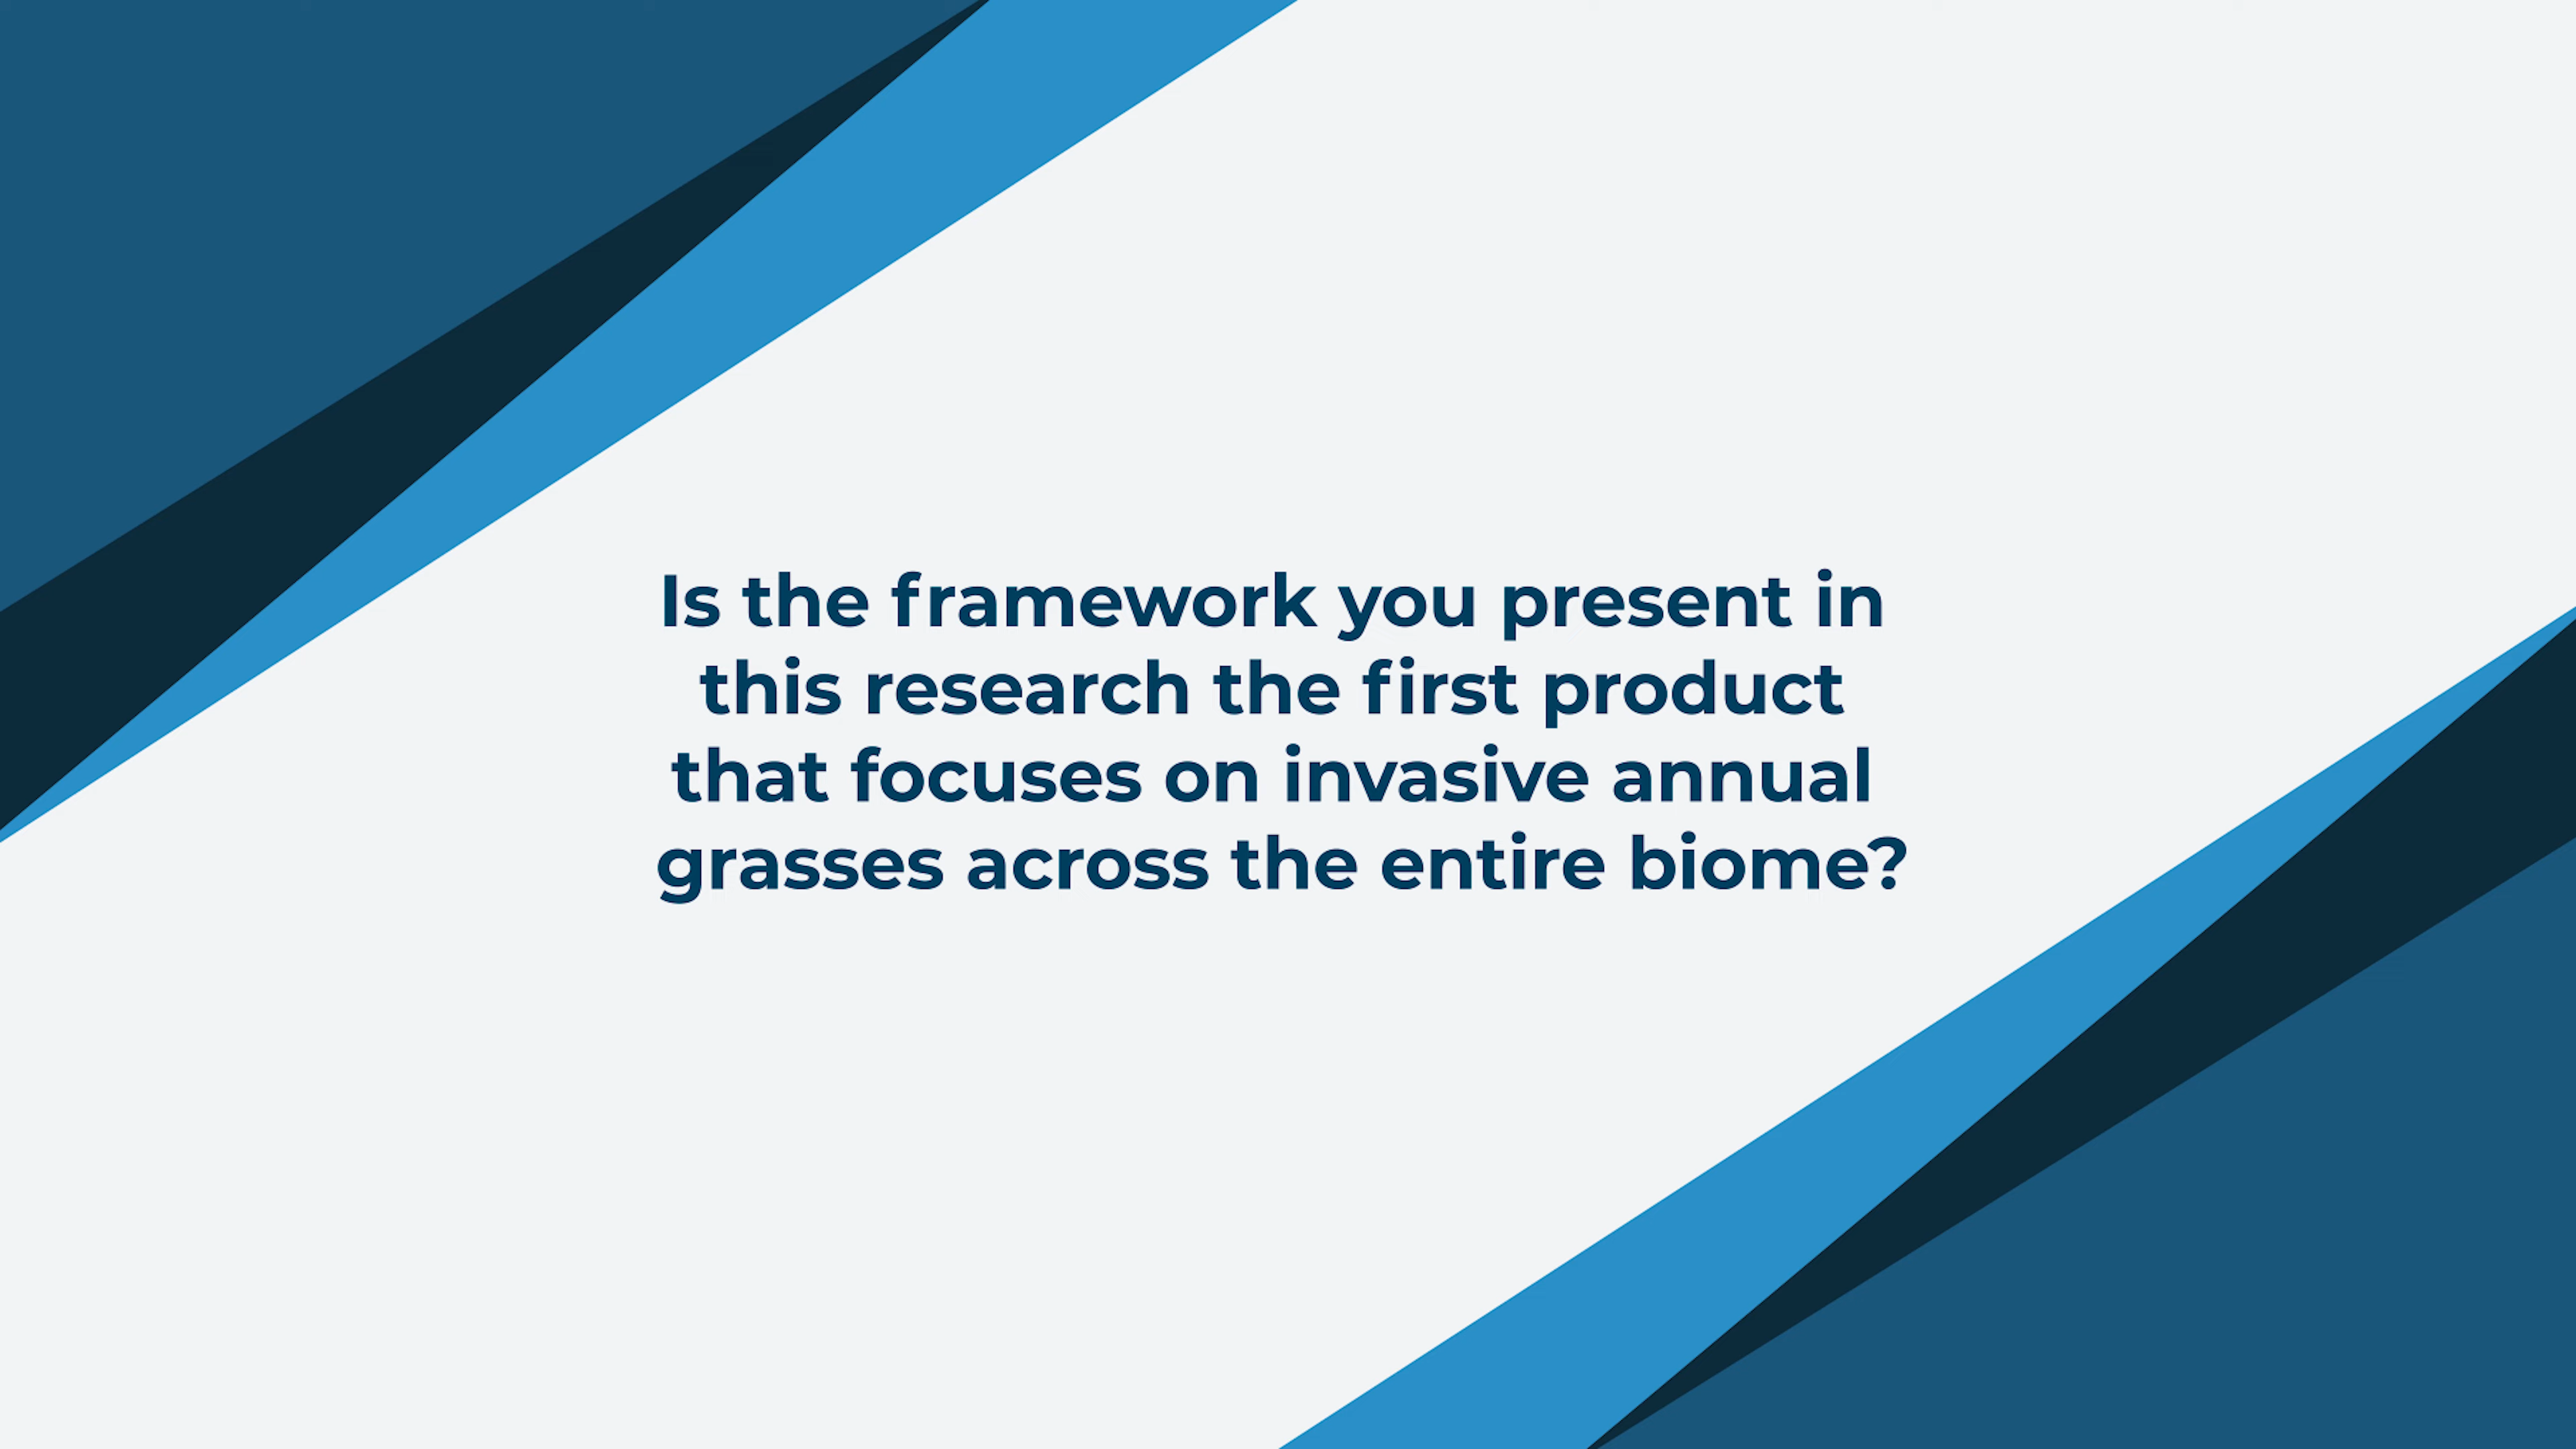 Is the framework you present in
this research the first product
that focuses on invasive annual
grasses across the entire biome?